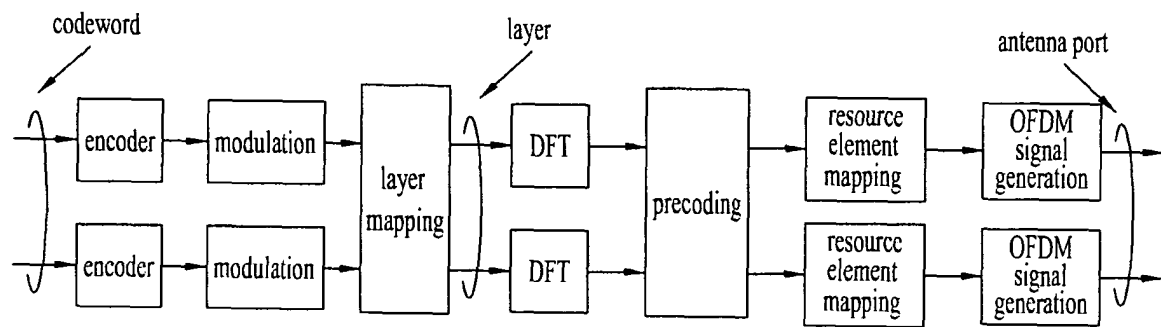 codeword
layer
antenna port
encoder
modulation
layer
mapping
DFT
precoding
resource
element
mapping
OFDM
signal
generation
encoder
modulation
DFT
resource
element
mapping
OFDM
signal
generation